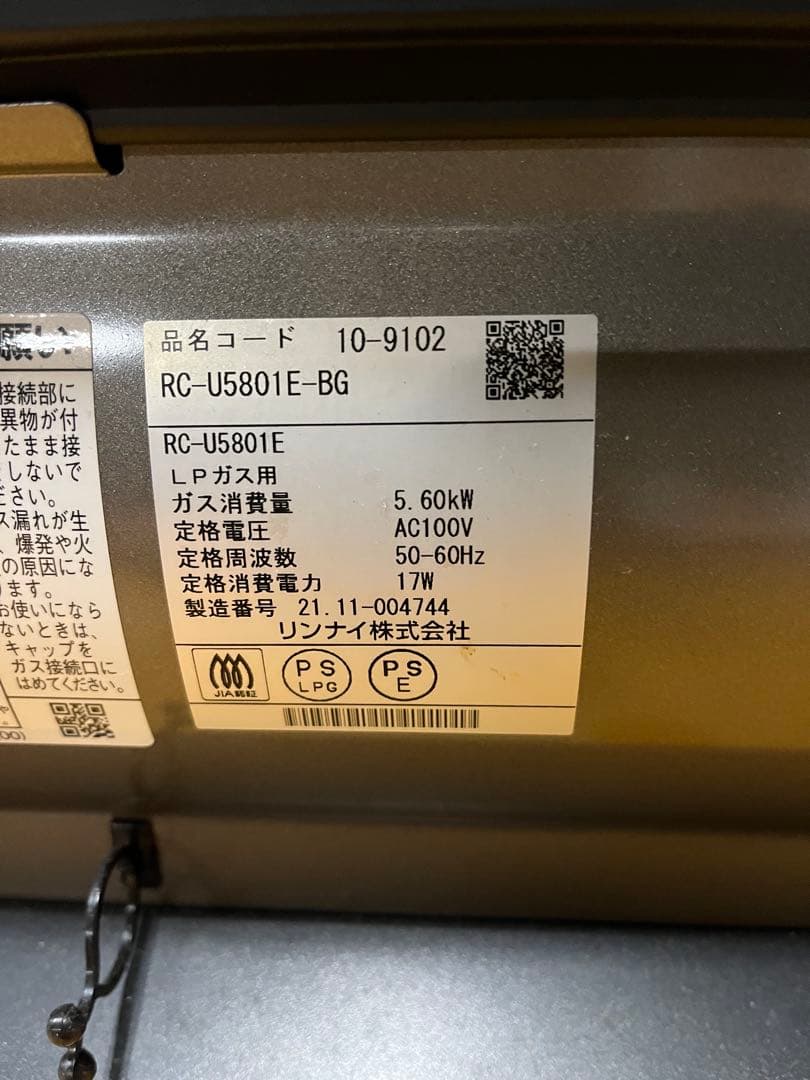 願い
接続部に
異物が付
たまま接
しないで
ださい。
ス漏れが生
、爆発や火
の原因にな
ります。
お使いになら
ないときは、
キャップを
ガス接続口に
はめてください。
00)
品名コード 10-9102
RC-U5801E-BG
RC-U5801E
LPガス用
ガス消費量 5.60kW
定格電圧 AC100V
定格周波数 50-60Hz
定格消費電力 17W
製造番号 21.11-004744
リンナイ株式会社
JIA認証
PS LPG
PS E